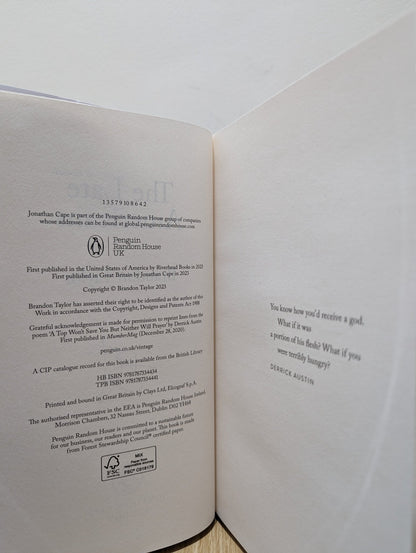 The Late
1 3 5 7 9 10 8 6 4 2
Jonathan Cape is part of the Penguin Random House group of companies
whose addresses can be found at global.penguinrandomhouse.com
Penguin
Random House
UK
First published in the United States of America by Riverhead Books in 2023
First published in Great Britain by Jonathan Cape in 2023
Copyright © Brandon Taylor 2023
Brandon Taylor has asserted their right to be identified as the author of this
Work in accordance with the Copyright, Designs and Patents Act 1988
Grateful acknowledgement is made for permission to reprint lines from the
poem 'A Top Won't Save You But Neither Will Prayer' by Derrick Austin.
First published in MumberMag (December 28, 2020).
penguin.co.uk/vintage
A CIP catalogue record for this book is available from the British Library
HB ISBN 9781787334434
TPB ISBN 9781787334441
Printed and bound in Great Britain by Clays Ltd, Elcograf S.p.A.
The authorised representative in the EEA is Penguin Random House Ireland,
Morrison Chambers, 32 Nassau Street, Dublin D02 YH68
Penguin Random House is committed to a sustainable future
for our business, our readers and our planet. This book is made
from Forest Stewardship Council® certified paper.
FSC
MIX
Paper from
responsible sources
FSC® C018179
You know how you'd receive a god.
What if it was
a portion of his flesh? What if you
were terribly hungry?
DERRICK AUSTIN